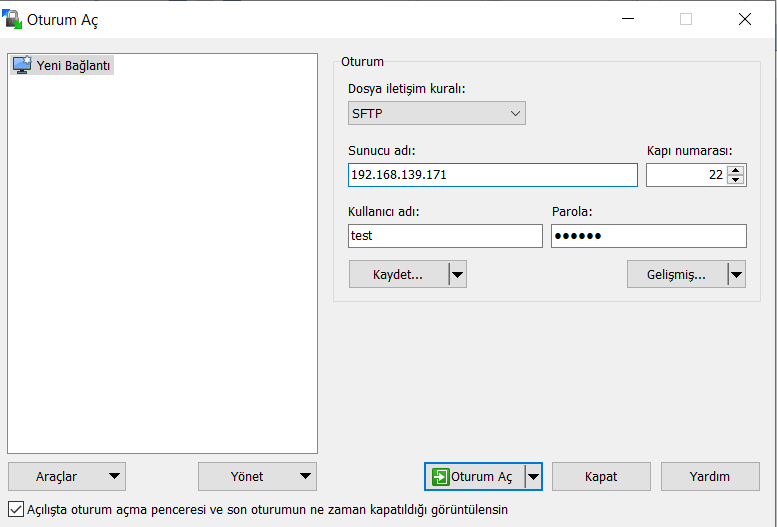 Oturum Aç
Yeni Bağlantı
Oturum
Dosya iletişim kuralı:
SFTP
Sunucu adı:
Kapı numarası:
192.168.139.171
22
Kullanıcı adı:
Parola:
test
●●●●●●
Kaydet...
Gelişmiş...
Araçlar
Yönet
Oturum Aç
Kapat
Yardım
Açılışta oturum açma penceresi ve son oturumun ne zaman kapatıldığı görüntülensin